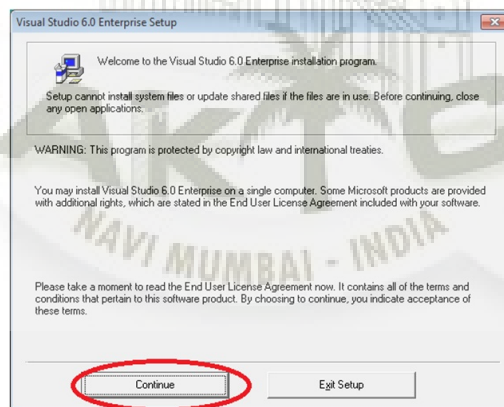 Visual Studio 6.0 Enterprise Setup
Welcome to the Visual Studio 6.0 Enterprise installation program.
Setup cannot install system files or update shared files if the files are in use. Before continuing, close
any open applications.
WARNING: This program is protected by copyright law and international treaties.
You may install Visual Studio 6.0 Enterprise on a single computer. Some Microsoft products are provided
with additional rights, which are stated in the End User License Agreement included with your software.
NAVI MUMBAI - INDIA
Please take a moment to read the End User License Agreement now. It contains all of the terms and
conditions that pertain to this software product. By choosing to continue, you indicate acceptance of
these terms.
Continue
Exit Setup